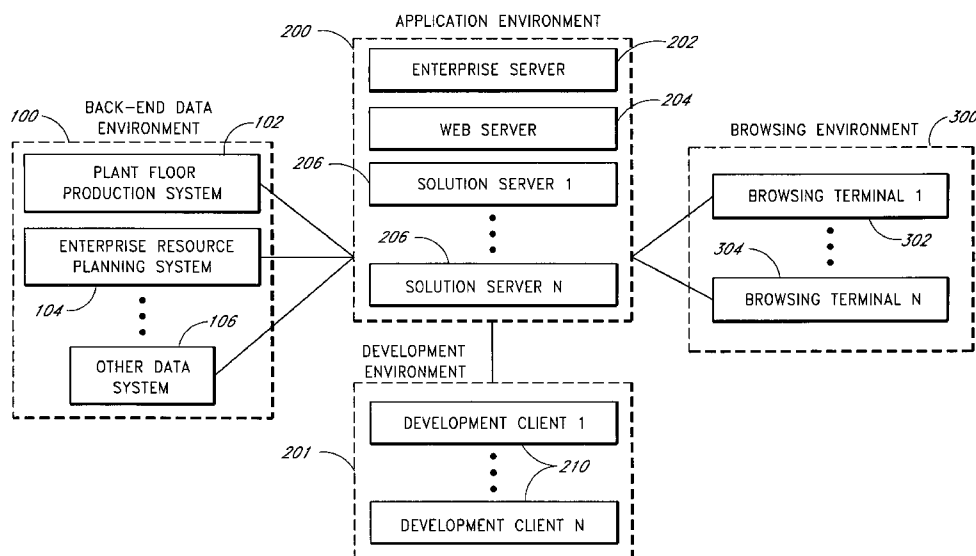 APPLICATION ENVIRONMENT
200
202
ENTERPRISE SERVER
204
WEB SERVER
206
SOLUTION SERVER 1
206
SOLUTION SERVER N
BACK-END DATA
ENVIRONMENT
100
102
PLANT FLOOR
PRODUCTION SYSTEM
ENTERPRISE RESOURCE
PLANNING SYSTEM
104
106
OTHER DATA
SYSTEM
BROWSING ENVIRONMENT
300
BROWSING TERMINAL 1
302
304
BROWSING TERMINAL N
DEVELOPMENT
ENVIRONMENT
201
DEVELOPMENT CLIENT 1
210
DEVELOPMENT CLIENT N